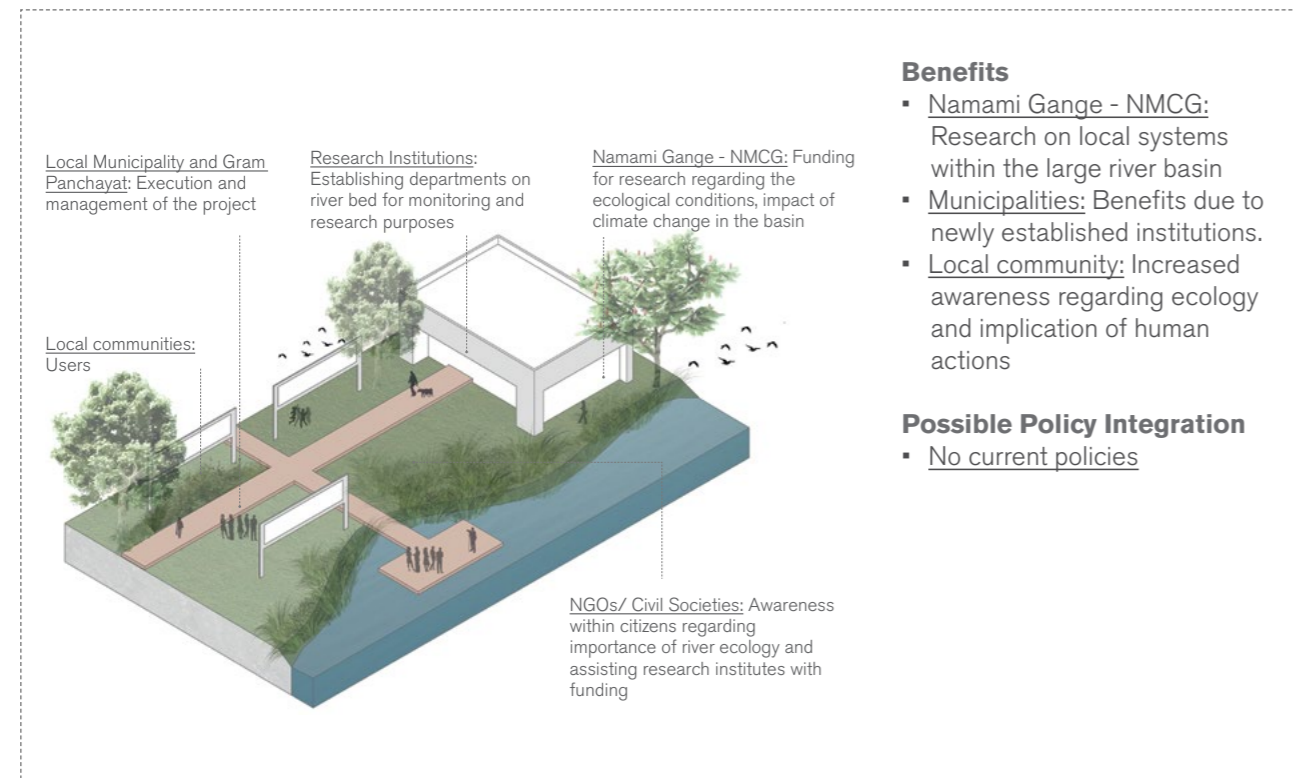 Local Municipality and Gram
Panchayat: Execution and
management of the project
Research Institutions:
Establishing departments on
river bed for monitoring and
research purposes
Namami Gange - NMCG: Funding
for research regarding the
ecological conditions, impact of
climate change in the basin
Local communities:
Users
NGOs/ Civil Societies: Awareness
within citizens regarding
importance of river ecology and
assisting research institutes with
funding
Benefits
▪ Namami Gange - NMCG:
Research on local systems
within the large river basin
▪ Municipalities: Benefits due to
newly established institutions.
▪ Local community: Increased
awareness regarding ecology
and implication of human
actions
Possible Policy Integration
▪ No current policies